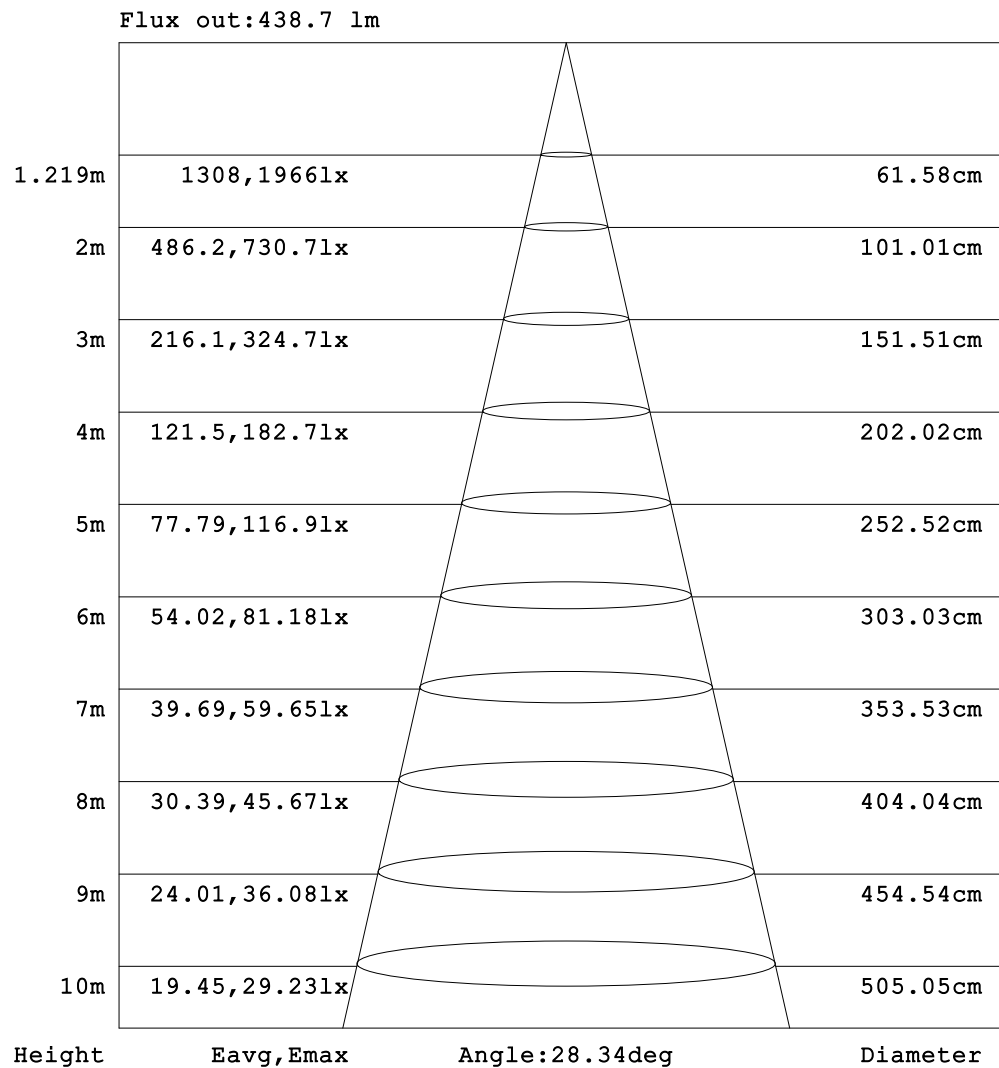 Flux out:438.7 lm
1.219m 1308,1966lx 61.58cm
2m 486.2,730.7lx 101.01cm
3m 216.1,324.7lx 151.51cm
4m 121.5,182.7lx 202.02cm
5m 77.79,116.9lx 252.52cm
6m 54.02,81.18lx 303.03cm
7m 39.69,59.65lx 353.53cm
8m 30.39,45.67lx 404.04cm
9m 24.01,36.08lx 454.54cm
10m 19.45,29.23lx 505.05cm
Height Eavg,Emax Angle:28.34deg Diameter